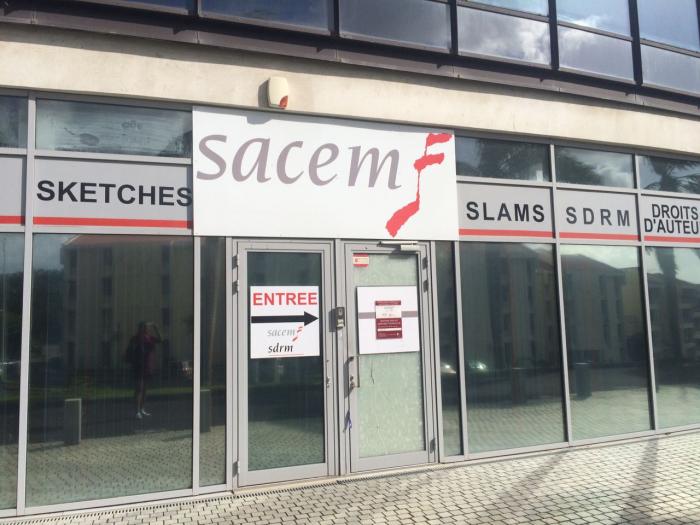 sacem
SKETCHES
SLAMS
SDRM
DROITS
D'AUTEU
ENTREE
sacem
sdrm